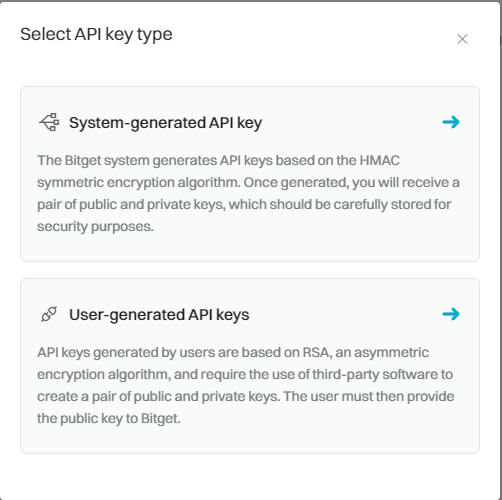 Select API key type
System-generated API key
The Bitget system generates API keys based on the HMAC
symmetric encryption algorithm. Once generated, you will receive a
pair of public and private keys, which should be carefully stored for
security purposes.
User-generated API keys
API keys generated by users are based on RSA, an asymmetric
encryption algorithm, and require the use of third-party software to
create a pair of public and private keys. The user must then provide
the public key to Bitget.